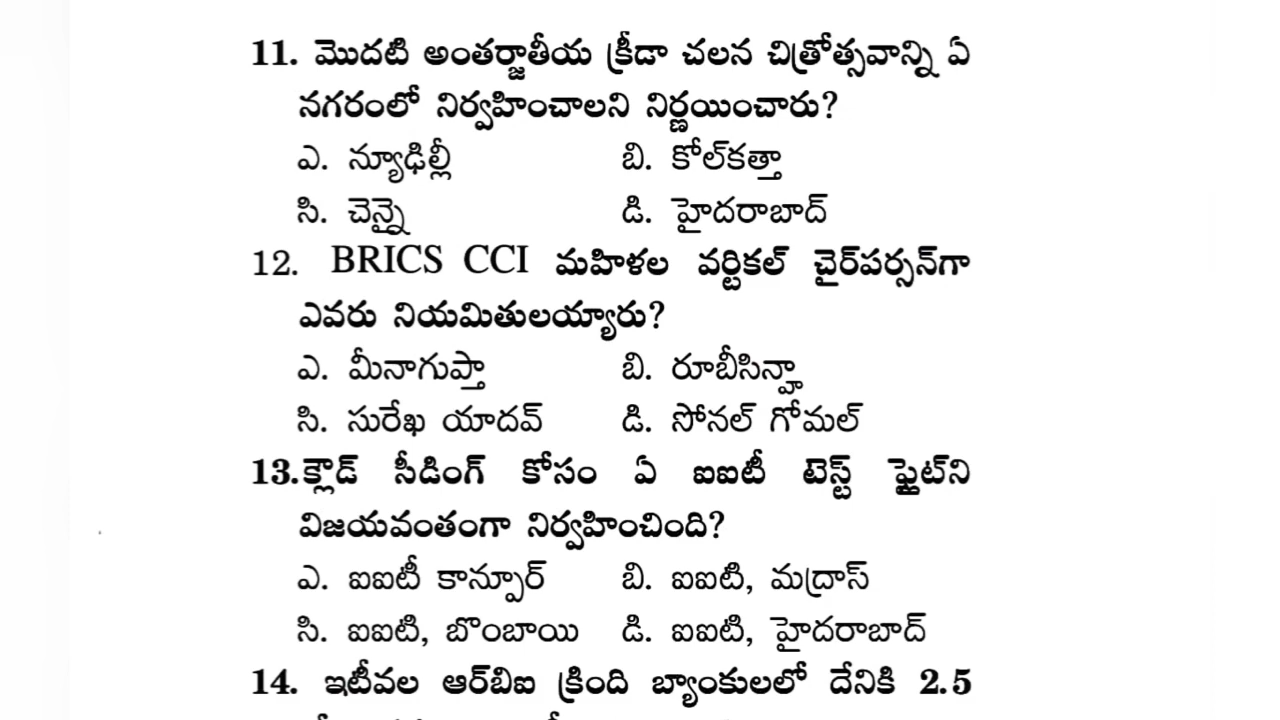 11. మొదటి అంతర్జాతీయ క్రీడా చలన చిత్రోత్సవాన్ని ఏ
నగరంలో నిర్వహించాలని నిర్ణయించారు?
ఎ. న్యూఢిల్లీ బి. కోల్‌కత్తా
సి. చెన్నై డి. హైదరాబాద్
12. BRICS CCI మహిళల వర్టికల్ చైర్‌పర్సన్‌గా
ఎవరు నియమితులయ్యారు?
ఎ. మీనాగుప్తా బి. రూబీసిన్హా
సి. సురేఖ యాదవ్ డి. సోనల్ గోమల్
13.క్లౌడ్ సీడింగ్ కోసం ఏ ఐఐటీ టెస్ట్ ఫ్లైట్‌ని
విజయవంతంగా నిర్వహించింది?
ఎ. ఐఐటీ కాన్పూర్ బి. ఐఐటి, మద్రాస్
సి. ఐఐటి, బొంబాయి డి. ఐఐటి, హైదరాబాద్
14. ఇటీవల ఆర్‌బిఐ క్రింది బ్యాంకులలో దేనికి 2.5